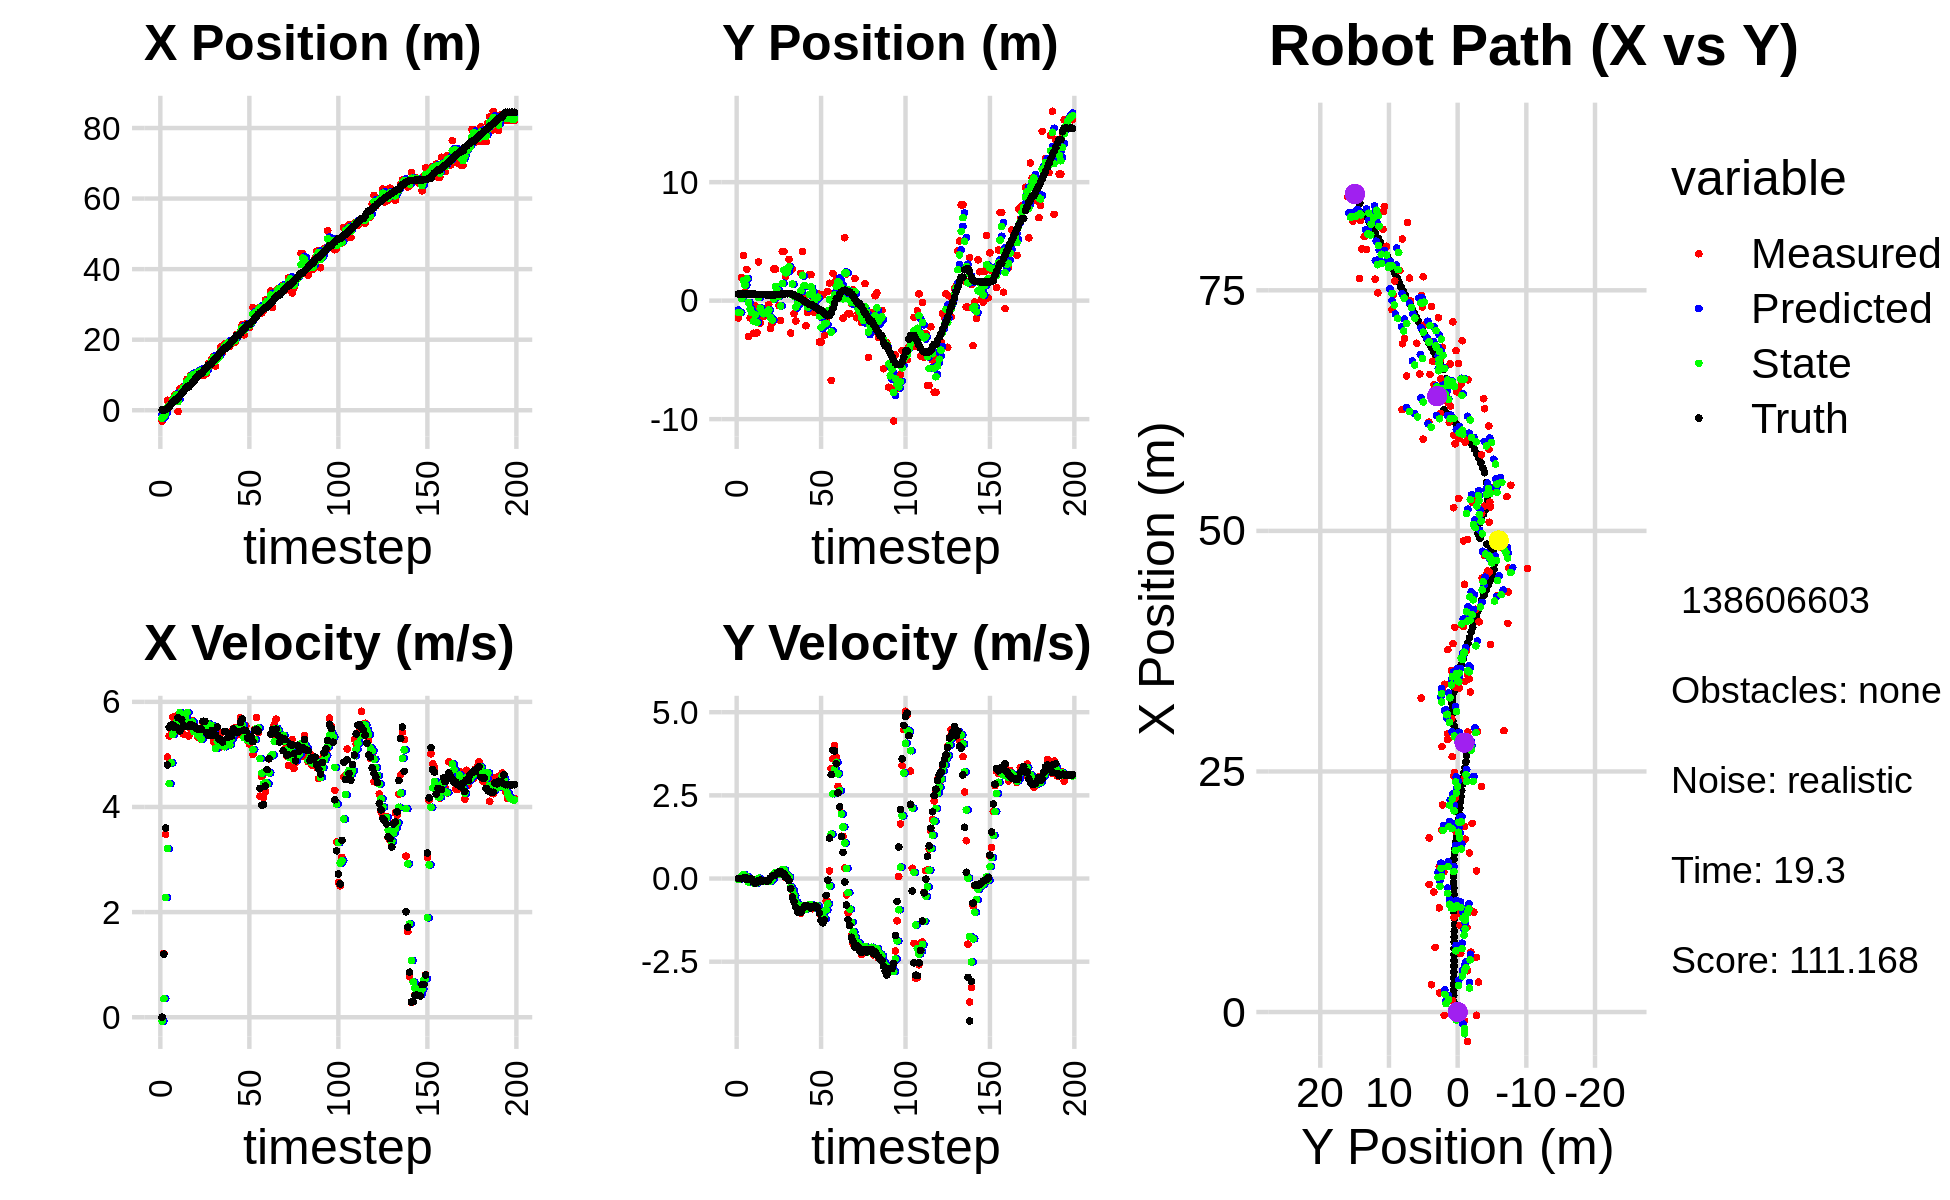 X Position (m)
80
60
40
20
0
0
50
100
150
200
timestep
Y Position (m)
10
0
-10
0
50
100
150
200
timestep
X Velocity (m/s)
6
4
2
0
0
50
100
150
200
timestep
Y Velocity (m/s)
5.0
2.5
0.0
-2.5
0
50
100
150
200
timestep
Robot Path (X vs Y)
X Position (m)
75
50
25
0
20 10 0 -10 -20
Y Position (m)
variable
Measured
Predicted
State
Truth
138606603
Obstacles: none
Noise: realistic
Time: 19.3
Score: 111.168